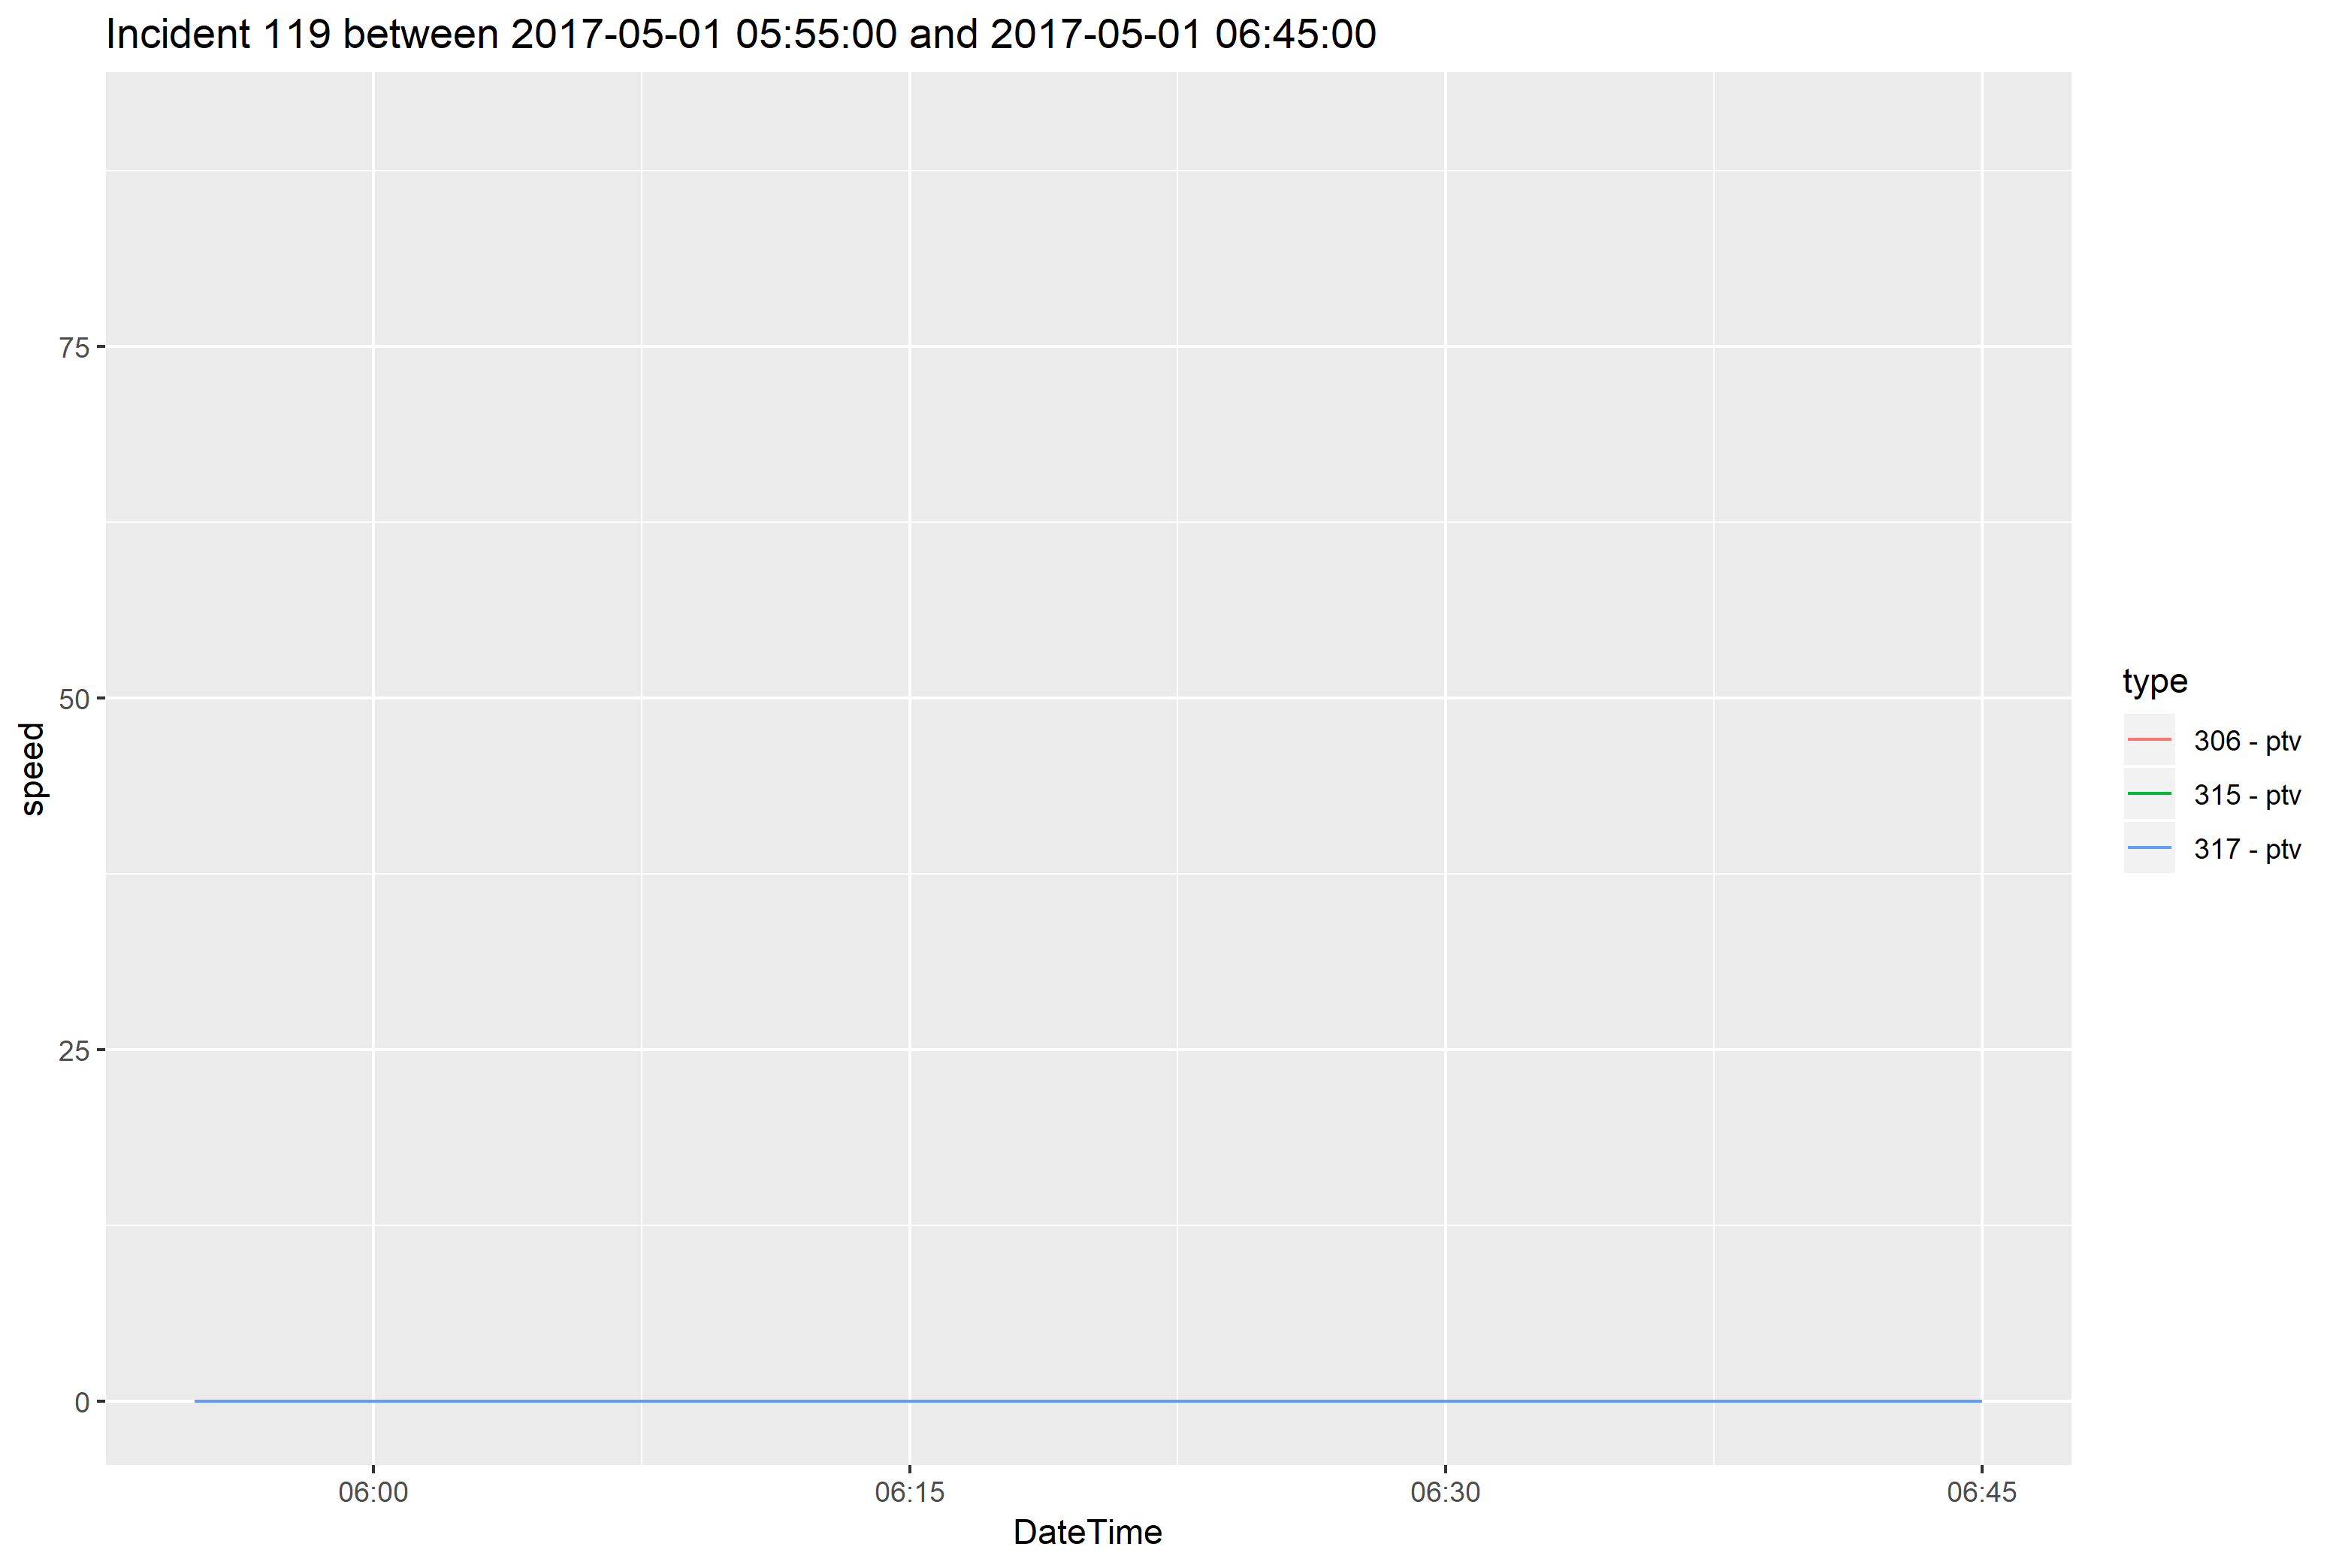 Incident 119 between 2017-05-01 05:55:00 and 2017-05-01 06:45:00
75
50
25
0
speed
06:00 06:15 06:30 06:45
DateTime
type
306 - ptv
315 - ptv
317 - ptv